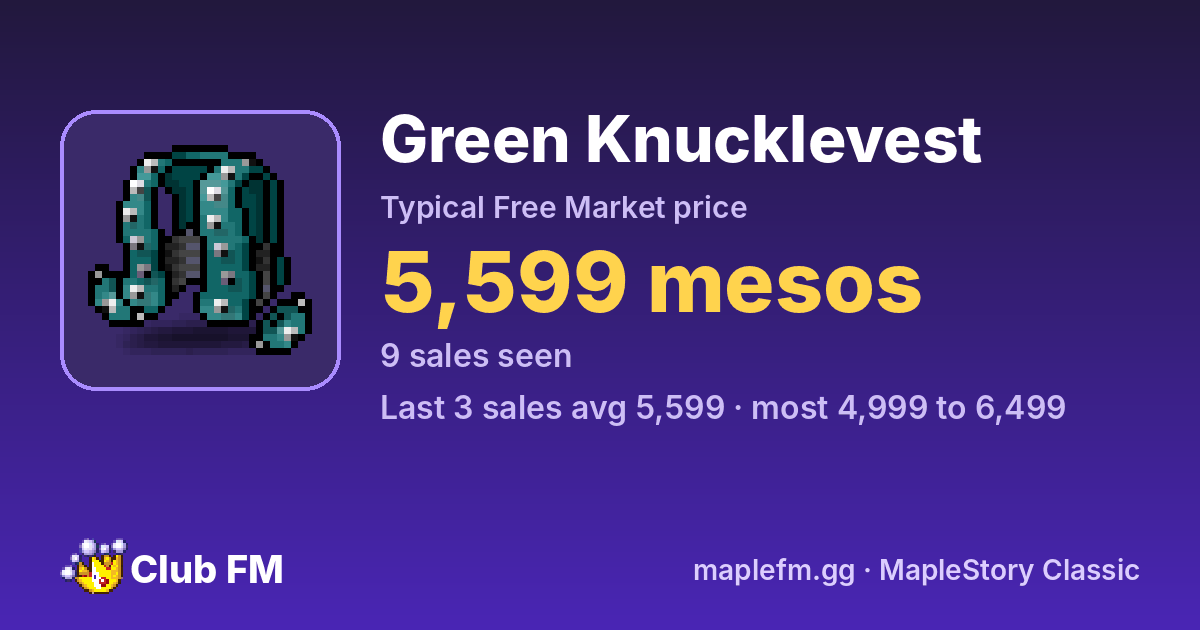 Green Knucklevest
Typical Free Market price
5,599 mesos
9 sales seen
Last 3 sales avg 5,599 · most 4,999 to 6,499
Club FM
maplefm.gg · MapleStory Classic